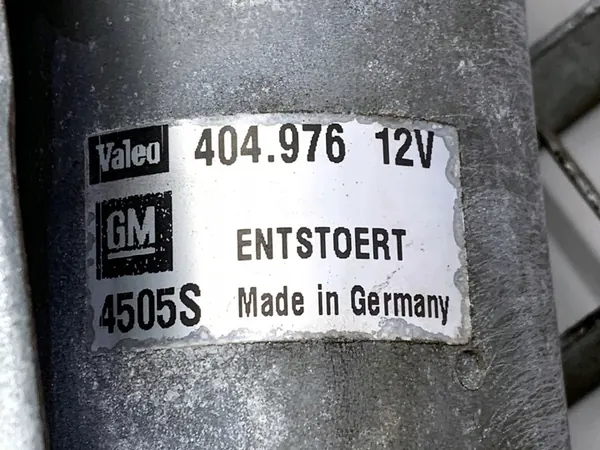 Valeo 404.976 12V
GM ENTSTOERT
4505S Made in Germany